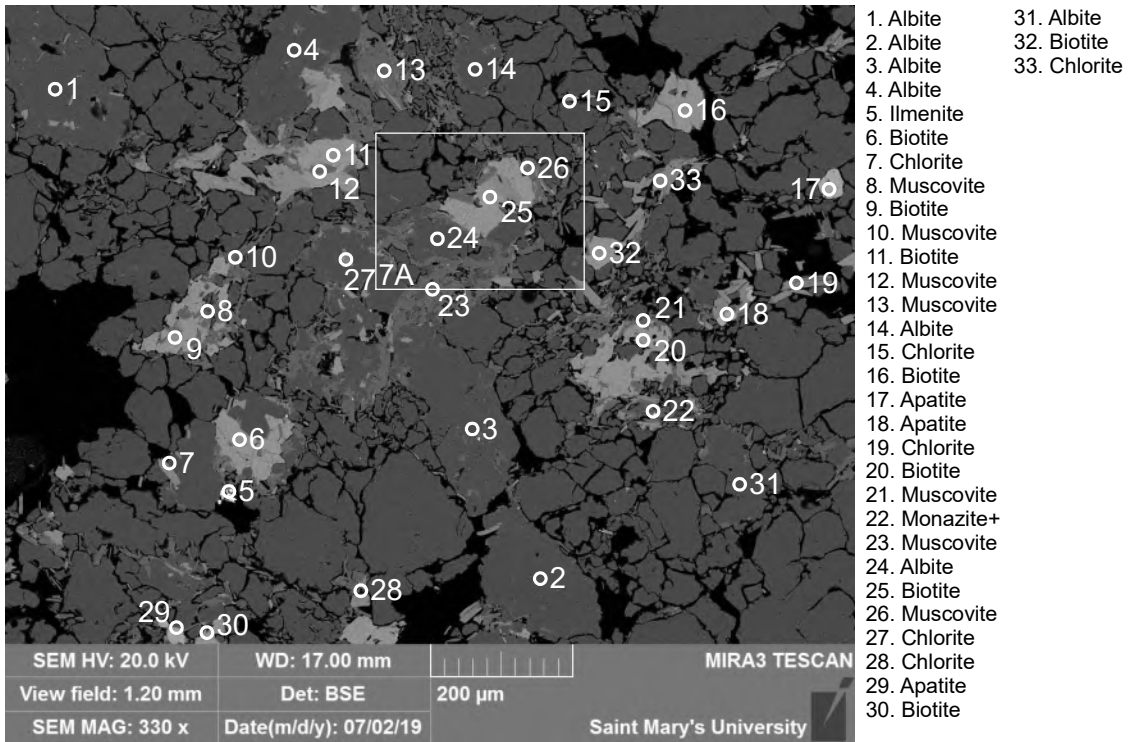 1
4
13
14
15
16
11
12
26
25
33
17
24
10
27
7A
23
32
19
8
9
21
18
20
22
3
6
7
5
31
2
28
29
30
SEM HV: 20.0 kV
WD: 17.00 mm
MIRA3 TESCAN
View field: 1.20 mm
Det: BSE
200 µm
SEM MAG: 330 x
Date(m/d/y): 07/02/19
Saint Mary's University
1. Albite
2. Albite
3. Albite
4. Albite
5. Ilmenite
6. Biotite
7. Chlorite
8. Muscovite
9. Biotite
10. Muscovite
11. Biotite
12. Muscovite
13. Muscovite
14. Albite
15. Chlorite
16. Biotite
17. Apatite
18. Apatite
19. Chlorite
20. Biotite
21. Muscovite
22. Monazite+
23. Muscovite
24. Albite
25. Biotite
26. Muscovite
27. Chlorite
28. Chlorite
29. Apatite
30. Biotite
31. Albite
32. Biotite
33. Chlorite